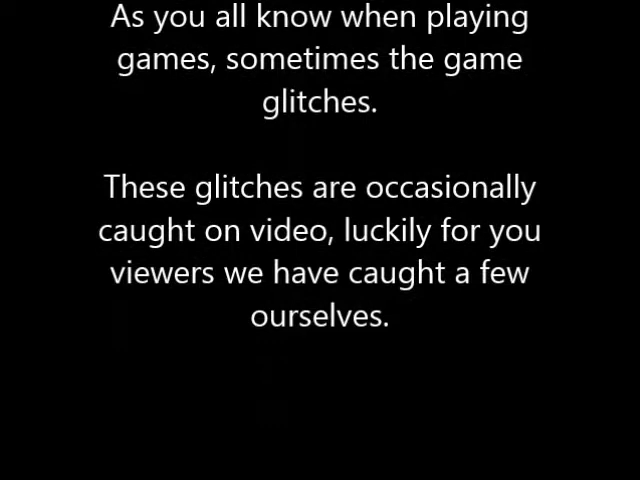 As you all know when playing
games, sometimes the game
glitches.
These glitches are occasionally
caught on video, luckily for you
viewers we have caught a few
ourselves.